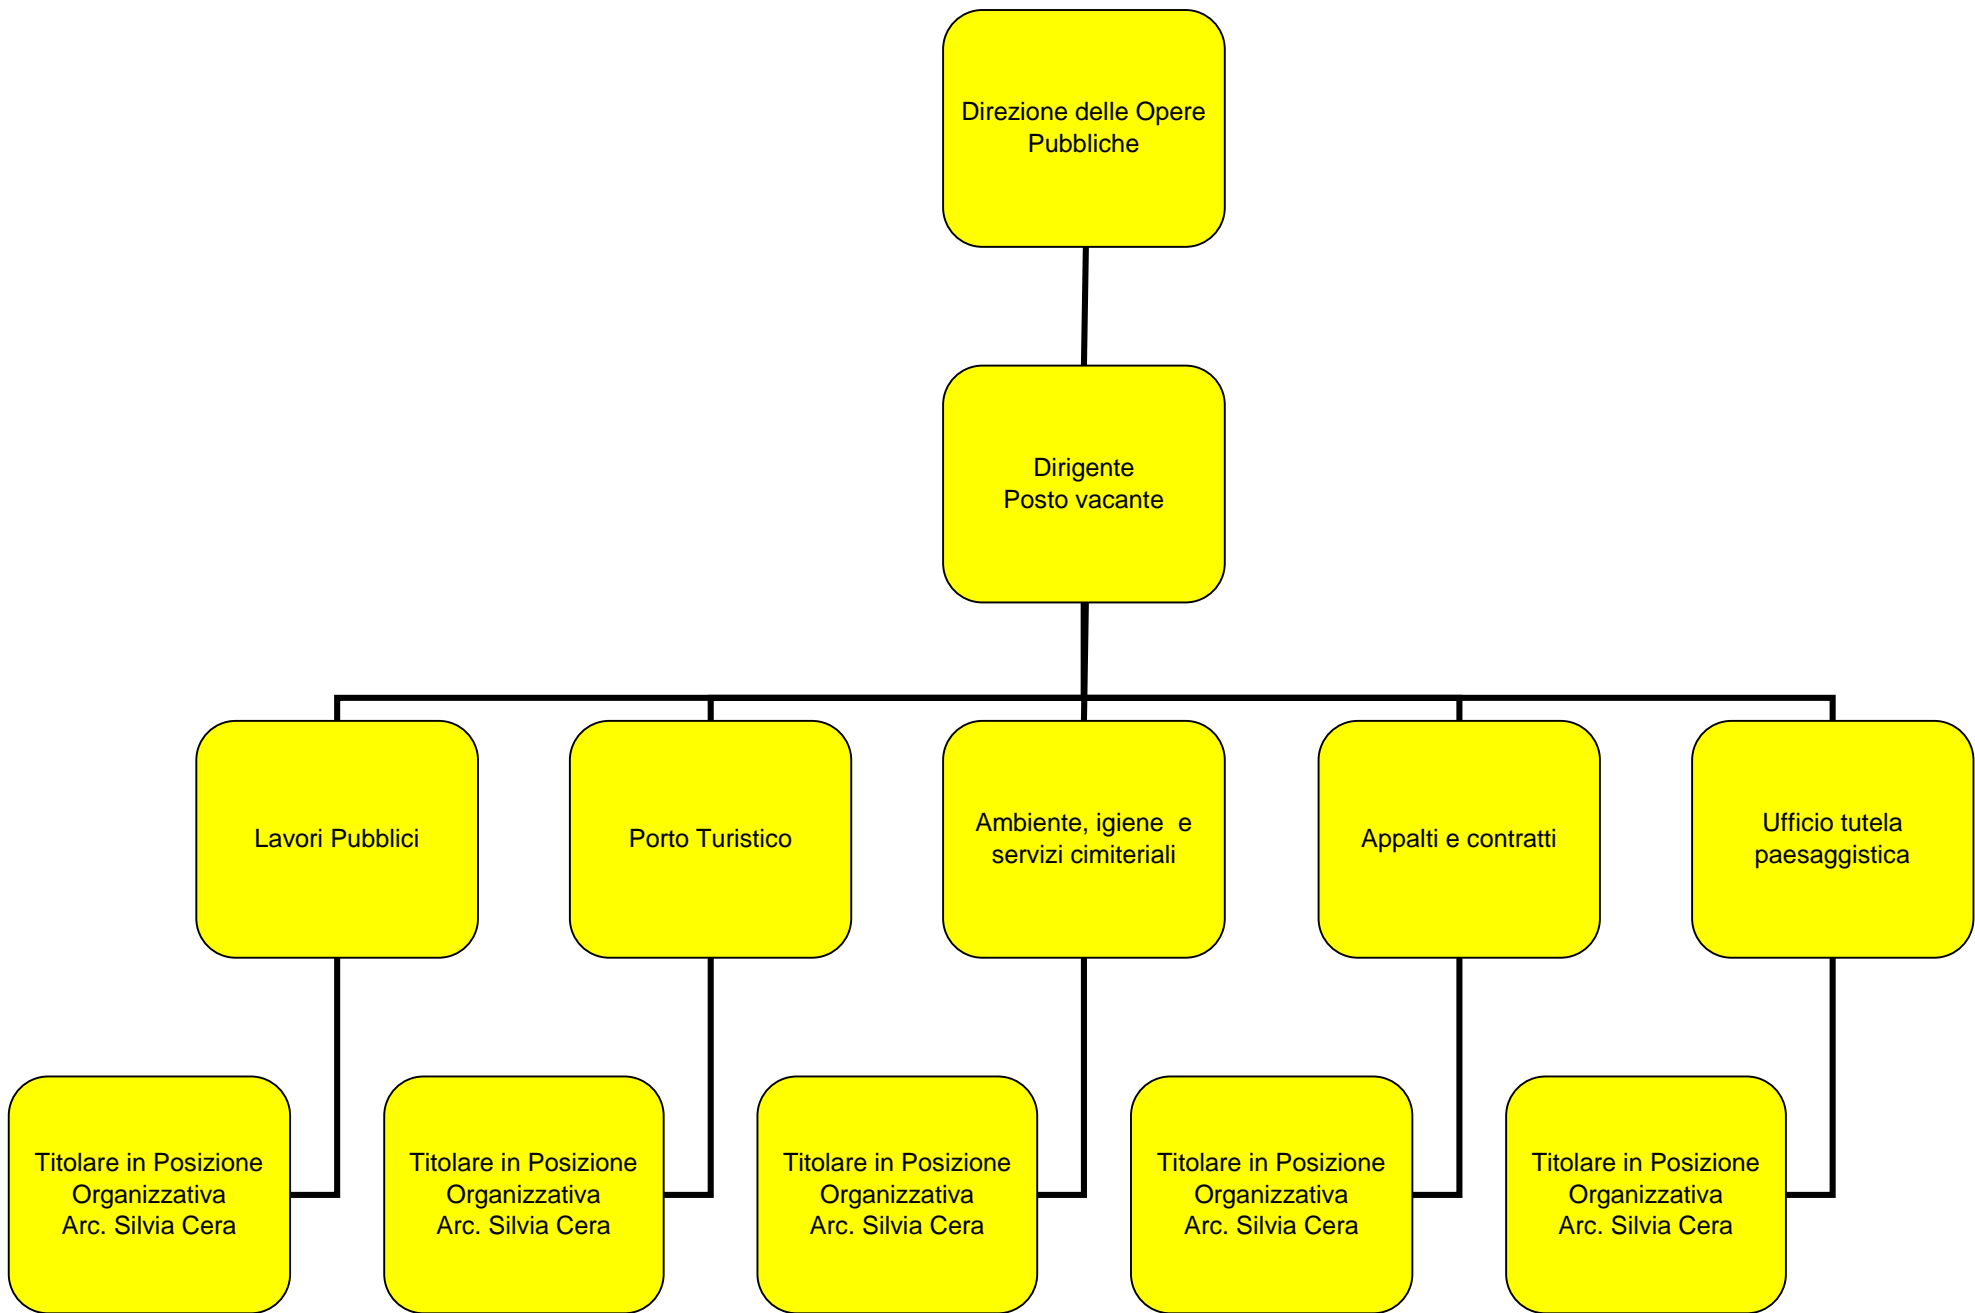 Direzione delle Opere
Pubbliche
Dirigente
Posto vacante
Lavori Pubblici
Porto Turistico
Ambiente, igiene  e
servizi cimiteriali
Appalti e contratti
Ufficio tutela
paesaggistica
Titolare in Posizione
Organizzativa
Arc. Silvia Cera
Titolare in Posizione
Organizzativa
Arc. Silvia Cera
Titolare in Posizione
Organizzativa
Arc. Silvia Cera
Titolare in Posizione
Organizzativa
Arc. Silvia Cera
Titolare in Posizione
Organizzativa
Arc. Silvia Cera